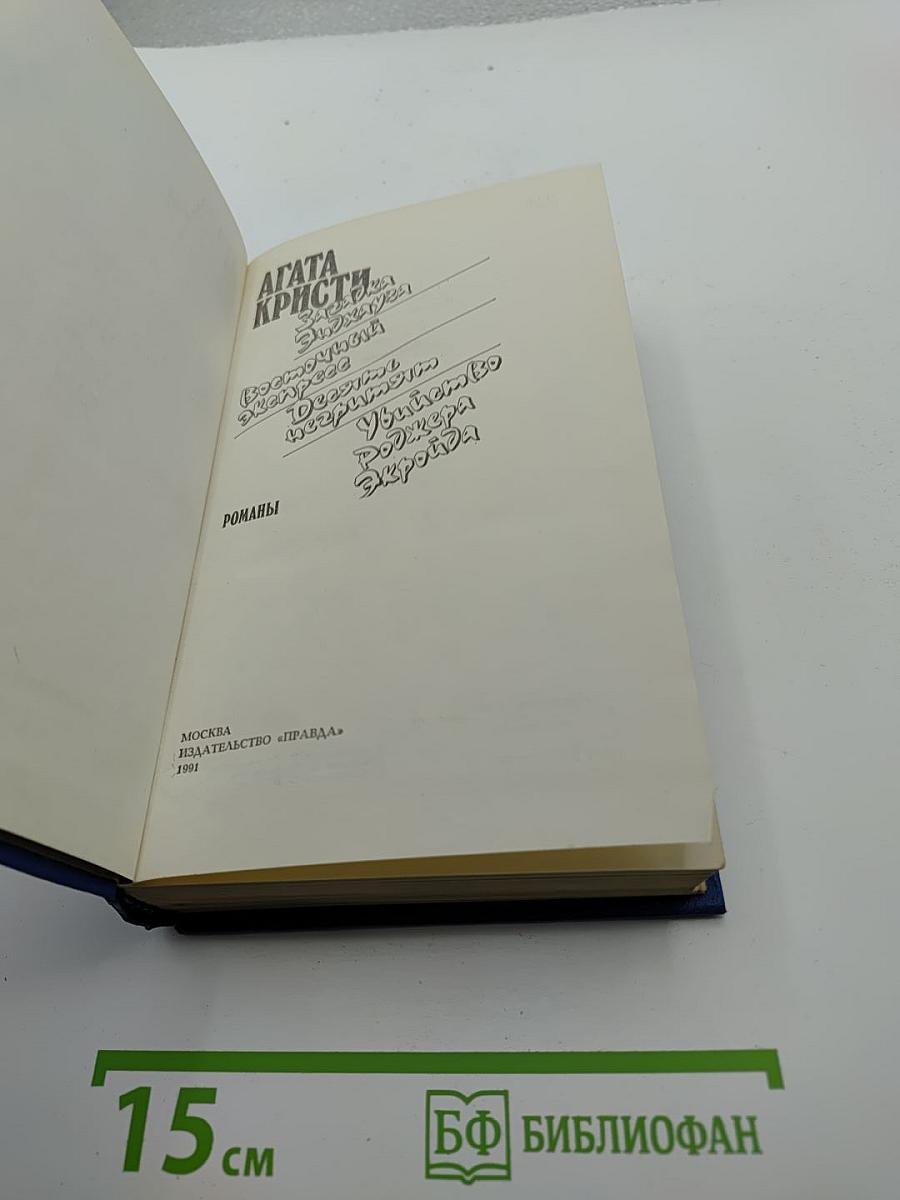 АГАТА
КРИСТИ
Загадка
Эндхауза
Восточный
экспресс
Десять
негритят
Убийство
Роджера
Экройда
РОМАНЫ
МОСКВА
ИЗДАТЕЛЬСТВО «ПРАВДА»
1991
15 см
БФ БИБЛИОФАН